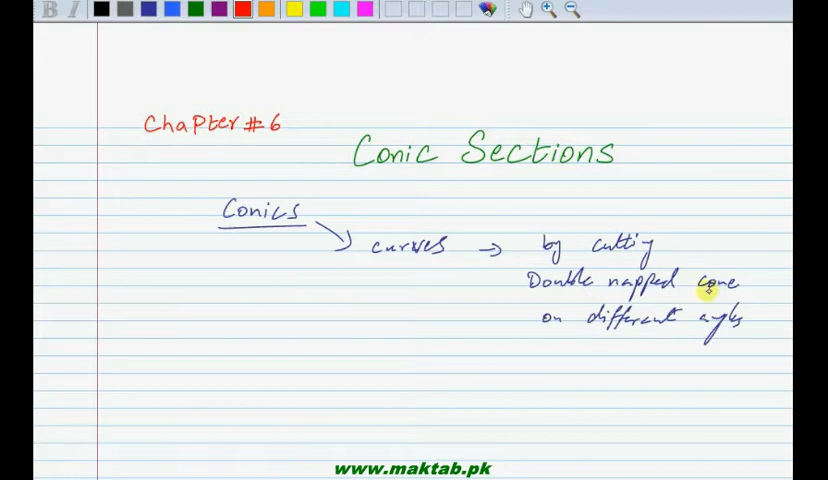 B I
Chapter # 6
Conic Sections
Conics
curves → by cutting
Double napped cone
on different angles
www.maktab.pk